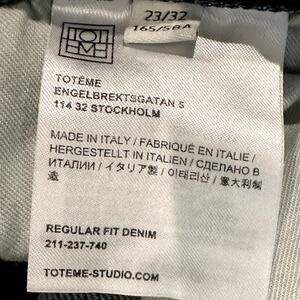 23/32
165/58A
TOT
EME
TOTÊME
ENGELBREKTSGATAN 5
114 32 STOCKHOLM
MADE IN ITALY / FABRIQUÉ EN ITALIE /
HERGESTELLT IN ITALIEN / СДЕЛАНО В
ИТАЛИИ / イタリア製 / 이태리산 / 意大利制
造
REGULAR FIT DENIM
211-237-740
TOTEME-STUDIO.COM